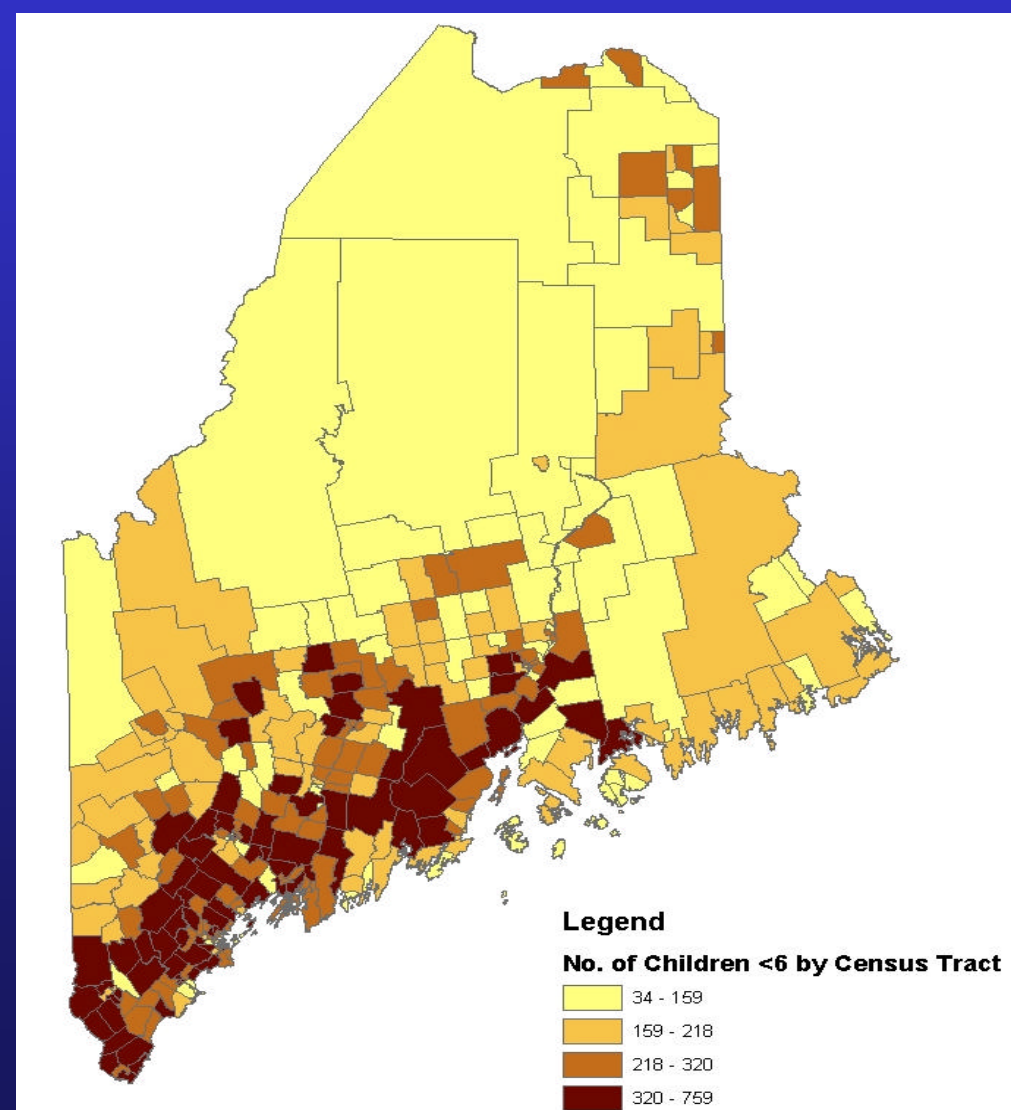 Legend
No. of Children <6 by Census Tract
34 - 159
159 - 218
218 - 320
320 - 759